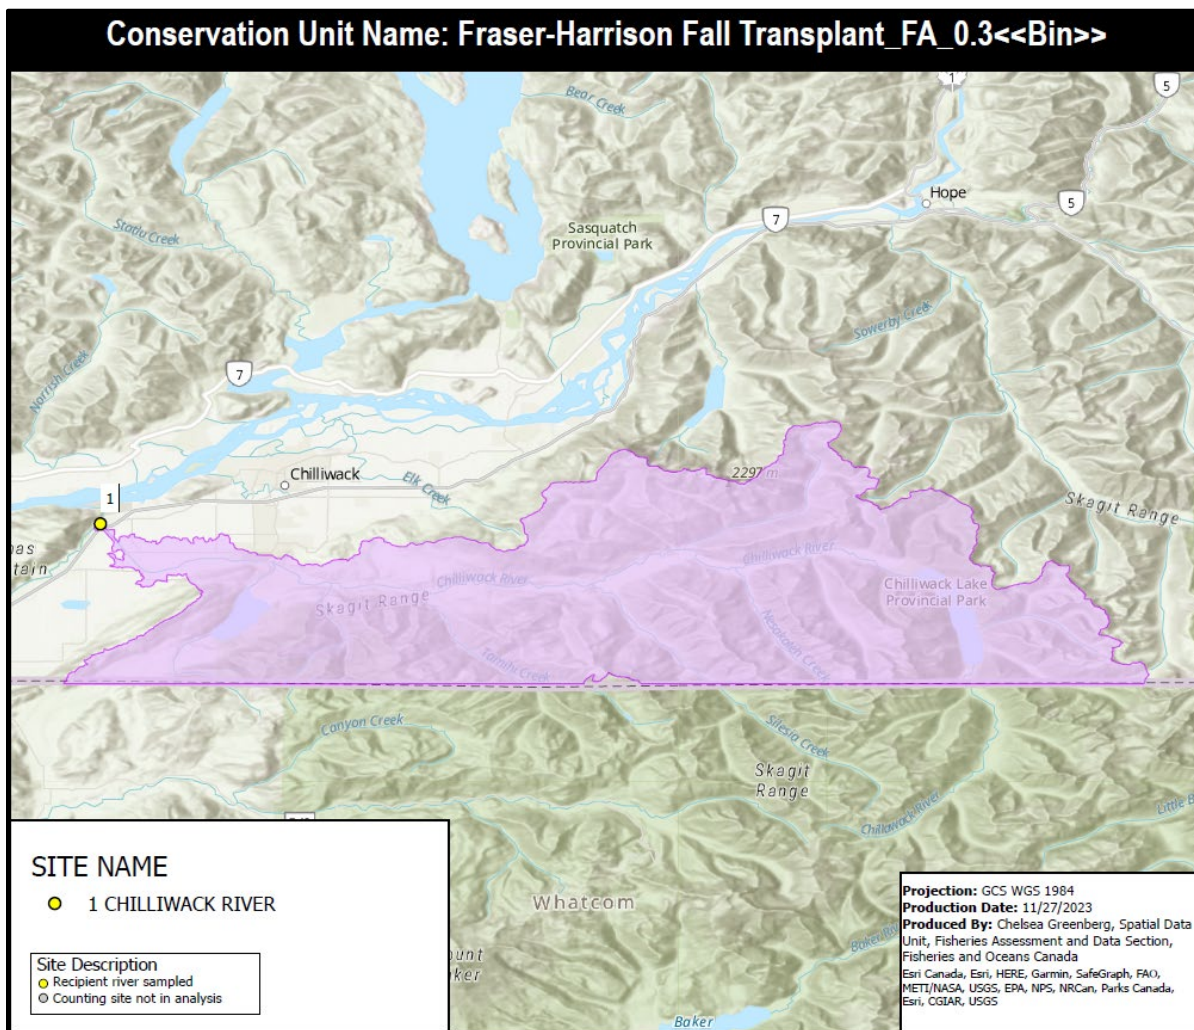 Conservation Unit Name: Fraser-Harrison Fall Transplant_FA_0.3<<Bin>>
1
5
Bear Creek
Hope
5
7
Sasquatch
Provincial Park
Statlu Creek
Sowerby Creek
Norrish Creek
7
Chilliwack
2297 m
Elk Creek
1
Skagit Range
Chilliwack River
Chilliwack River
Chilliwack Lake
Provincial Park
Skagit Range
Nesakwatch Creek
Tamihi Creek
Canyon Creek
Silesia Creek
Skagit
Range
Chilliwack River
Whatcom
Baker
SITE NAME
1 CHILLIWACK RIVER
Site Description
Recipient river sampled
Counting site not in analysis
Projection: GCS WGS 1984
Production Date: 11/27/2023
Produced By: Chelsea Greenberg, Spatial Data
Unit, Fisheries Assessment and Data Section,
Fisheries and Oceans Canada
Esri Canada, Esri, HERE, Garmin, SafeGraph, FAO,
METI/NASA, USGS, EPA, NPS, NRCan, Parks Canada,
Esri, CGIAR, USGS